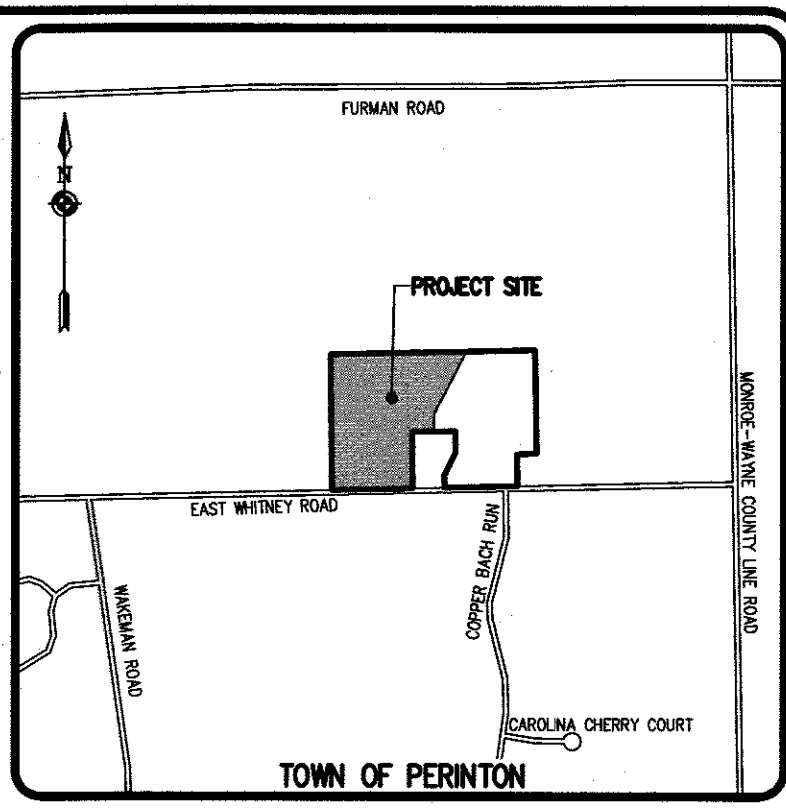 FURMAN ROAD
N
PROJECT SITE
MONROE-WAYNE COUNTY LINE ROAD
EAST WHITNEY ROAD
COPPER BACH RUN
WAKEMAN ROAD
CAROLINA CHERRY COURT
TOWN OF PERINTON